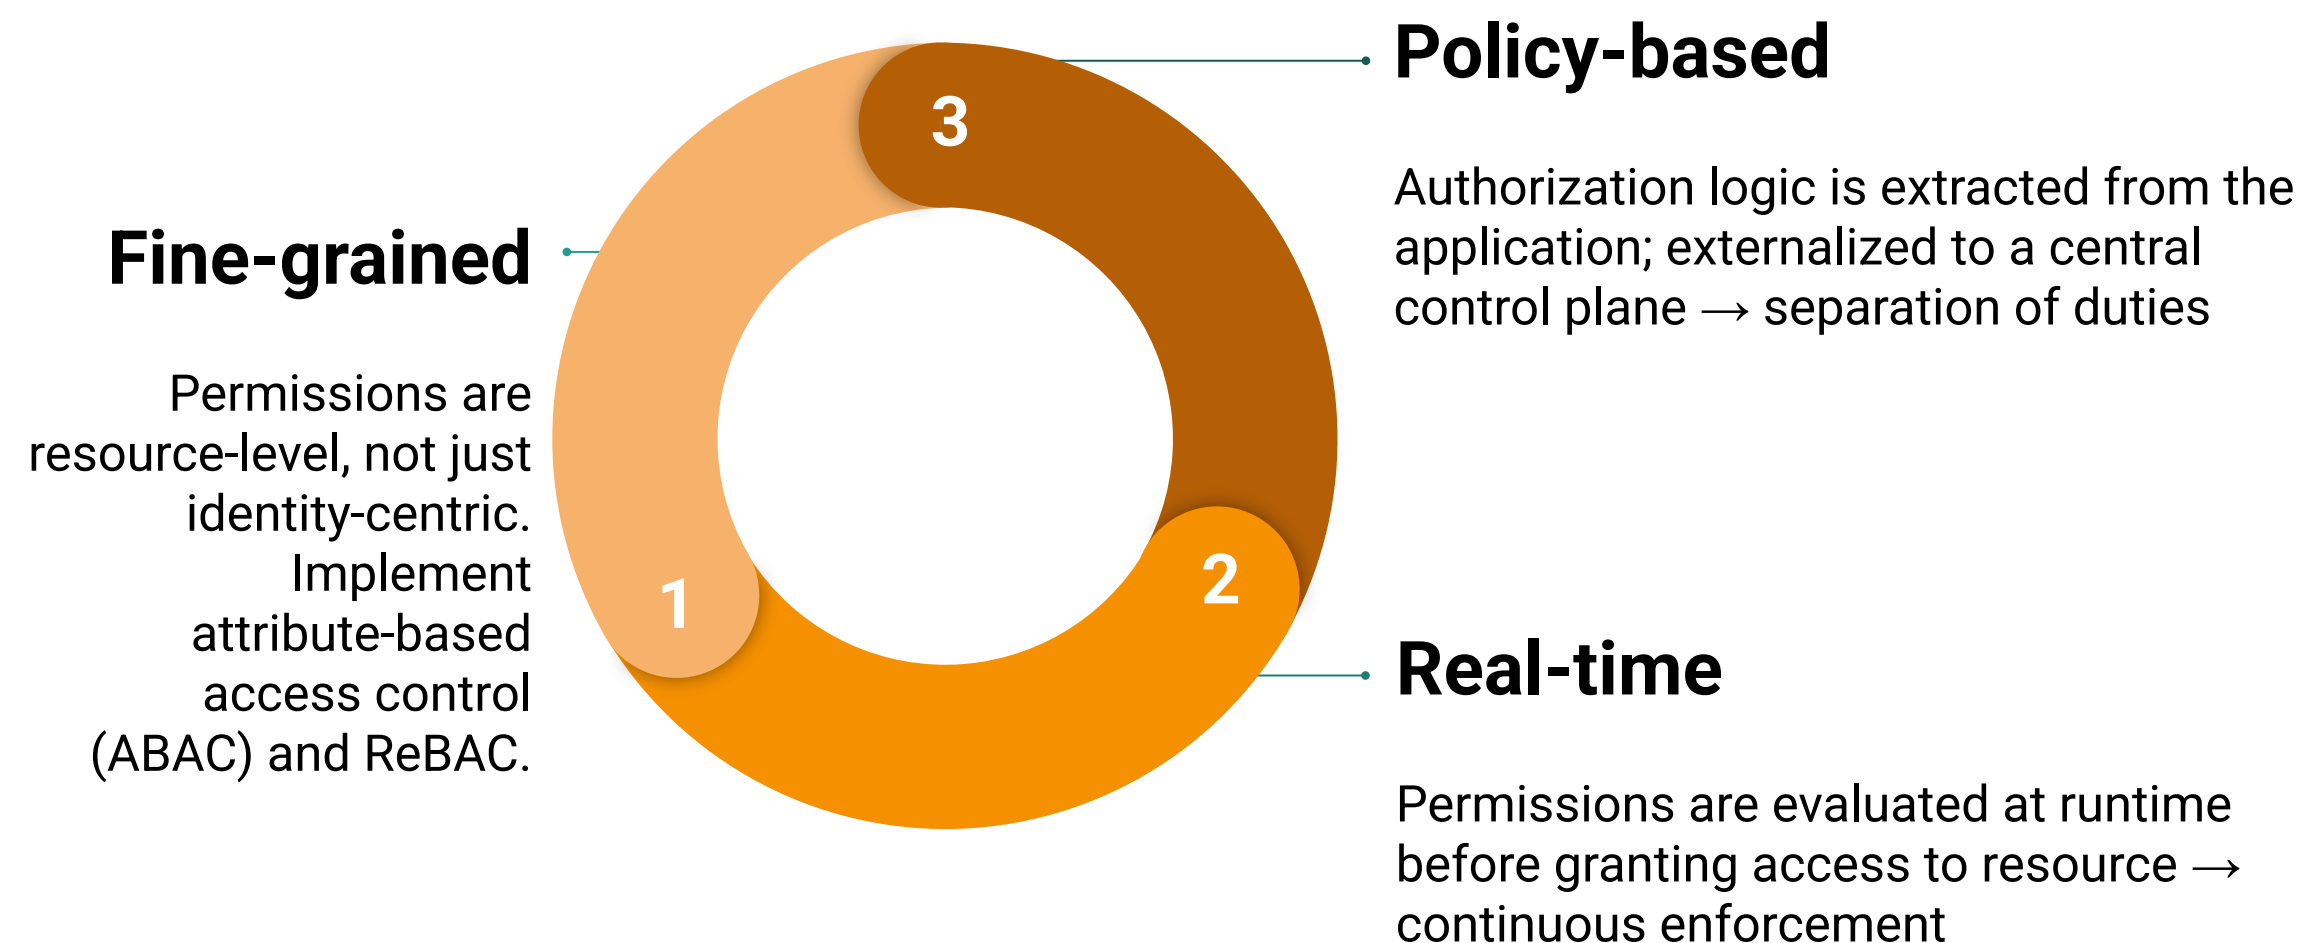 Fine-grained
Permissions are
resource-level, not just
identity-centric.
Implement
attribute-based
access control
(ABAC) and ReBAC.
1
2
3
Policy-based
Authorization logic is extracted from the
application; externalized to a central
control plane → separation of duties
Real-time
Permissions are evaluated at runtime
before granting access to resource →
continuous enforcement